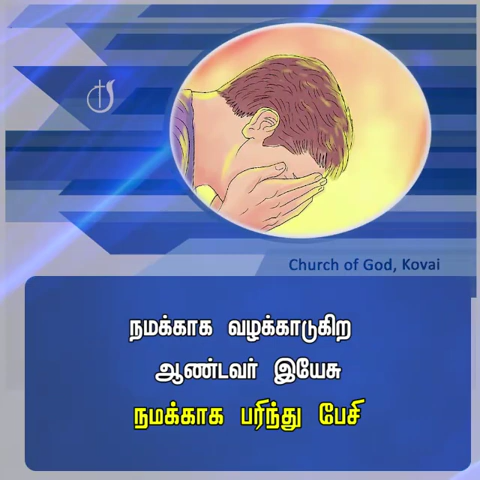 Church of God, Kovai
நமக்காக வழக்காடுகிற
ஆண்டவர் இயேசு
நமக்காக பரிந்து பேசி